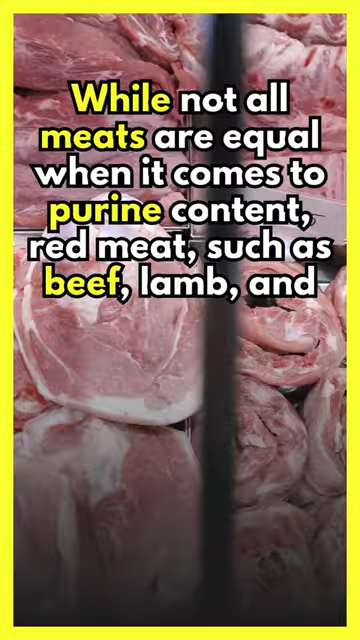 While not all
meats are equal
when it comes to
purine content,
red meat, such as
beef, lamb, and